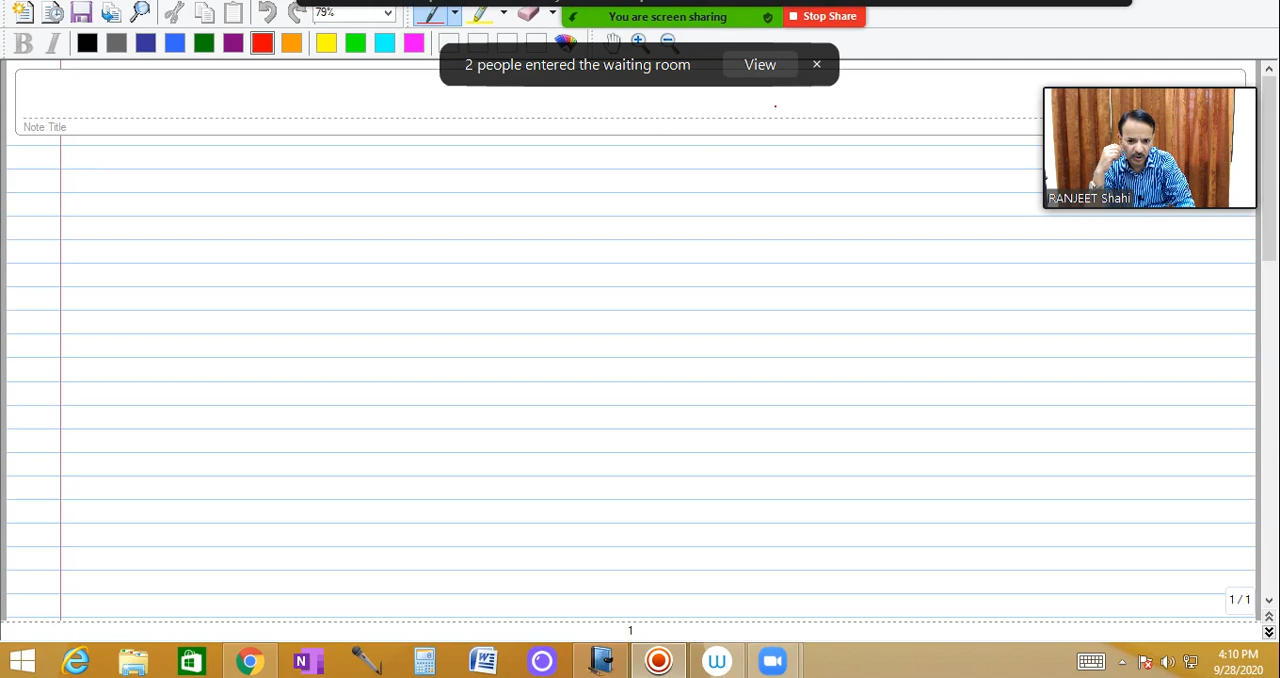 79%
You are screen sharing
Stop Share
B I
2 people entered the waiting room
View
×
Note Title
RANJEET Shahi
1 / 1
1
4:10 PM
9/28/2020